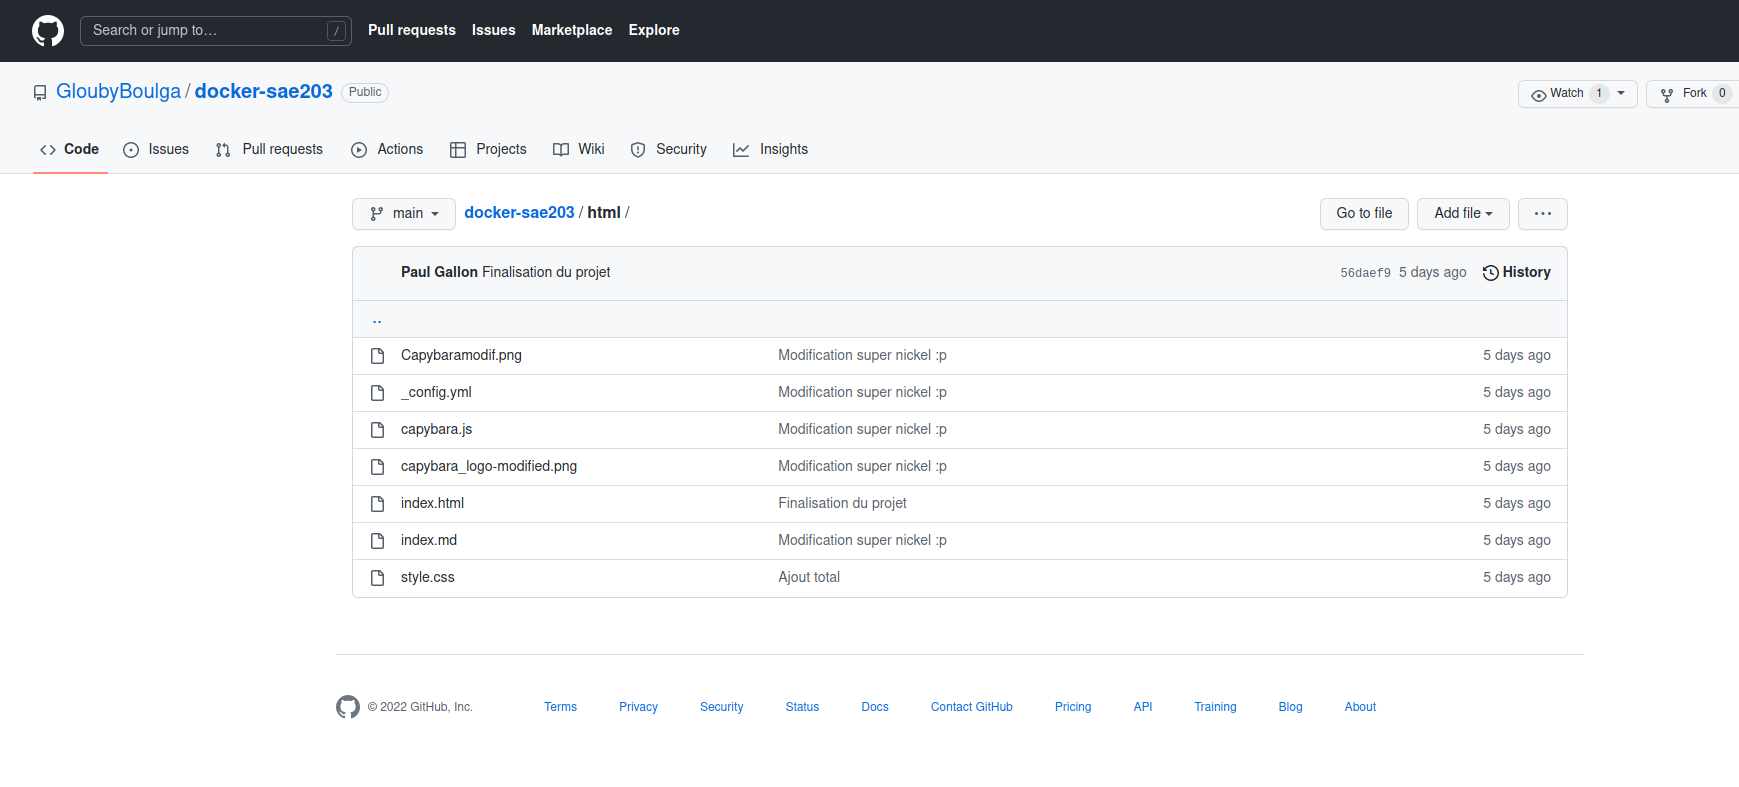 Search or jump to… / Pull requests Issues Marketplace Explore
GloubyBoulga / docker-sae203 Public Watch 1 Fork 0
Code Issues Pull requests Actions Projects Wiki Security Insights
main docker-sae203 / html / Go to file Add file ...
Paul Gallon Finalisation du projet 56daef9 5 days ago History
..
Capybaramodif.png Modification super nickel :p 5 days ago
_config.yml Modification super nickel :p 5 days ago
capybara.js Modification super nickel :p 5 days ago
capybara_logo-modified.png Modification super nickel :p 5 days ago
index.html Finalisation du projet 5 days ago
index.md Modification super nickel :p 5 days ago
style.css Ajout total 5 days ago
© 2022 GitHub, Inc. Terms Privacy Security Status Docs Contact GitHub Pricing API Training Blog About